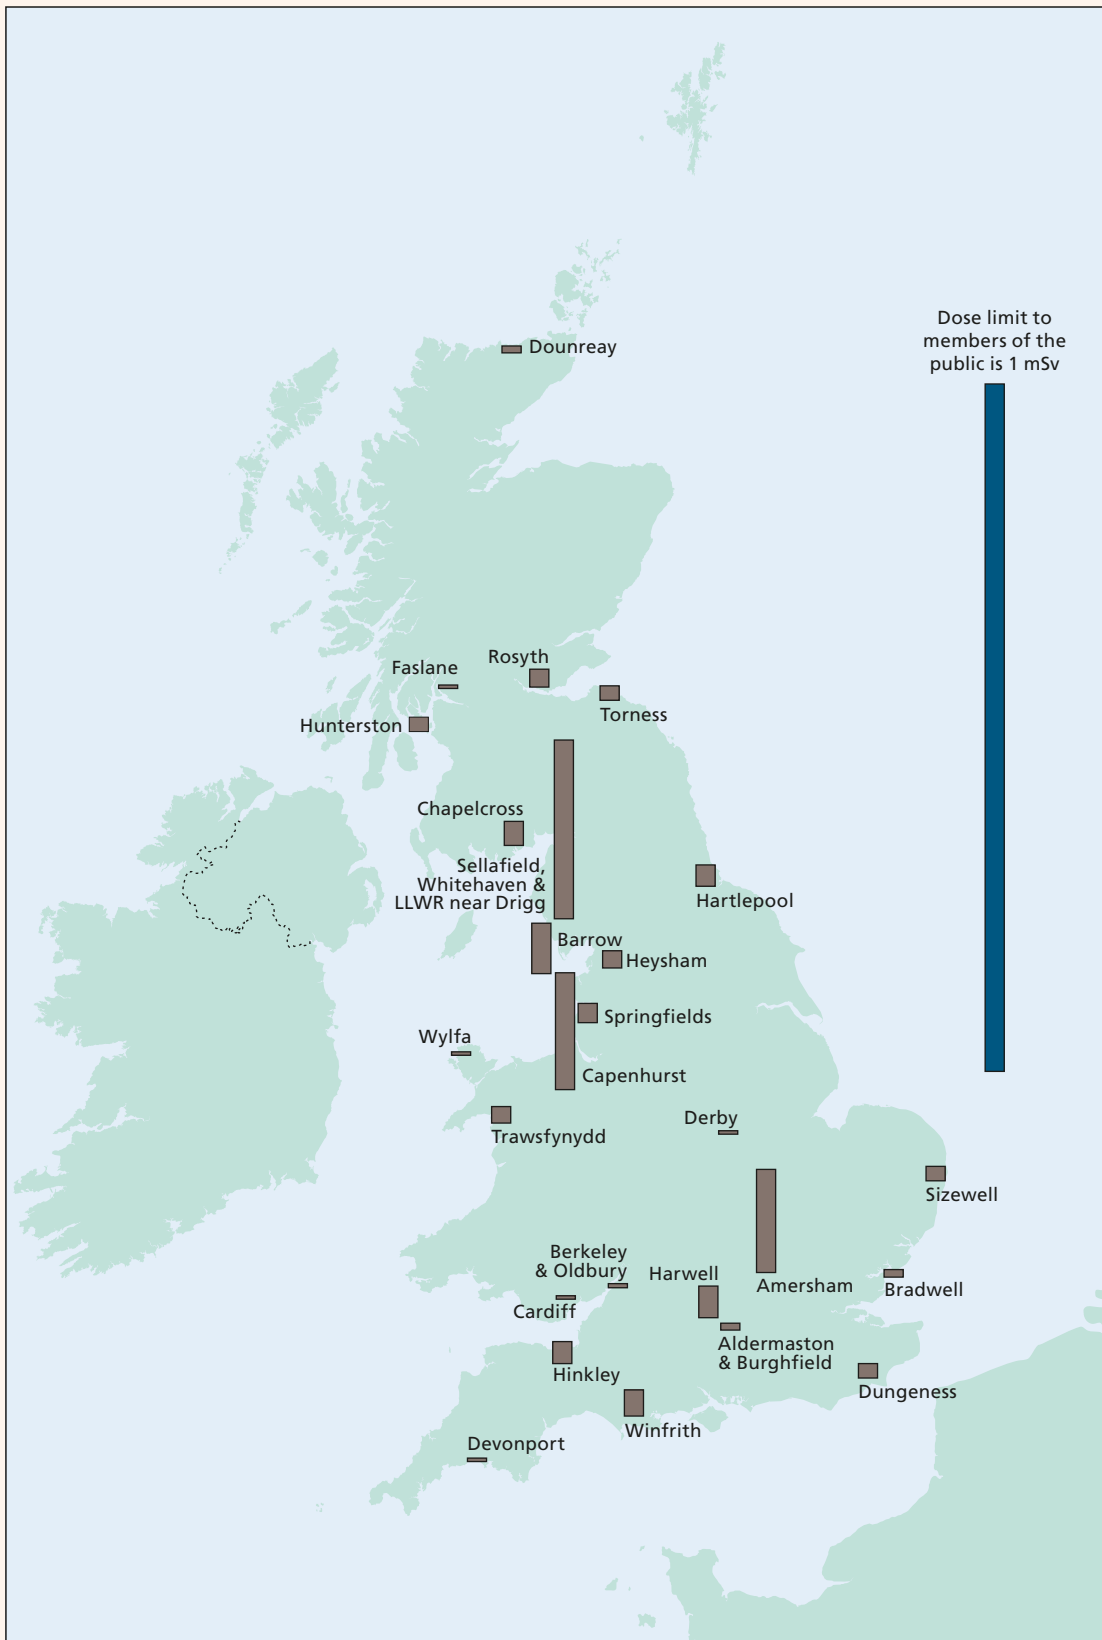 Dose limit to
members of the
public is 1 mSv
Dounreay
Rosyth
Faslane
Torness
Hunterston
Chapelcross
Sellafield,
Whitehaven &
LLWR near Drigg
Hartlepool
Barrow
Heysham
Springfields
Wylfa
Capenhurst
Derby
Trawsfynydd
Sizewell
Berkeley
& Oldbury
Harwell
Amersham
Bradwell
Cardiff
Aldermaston
& Burghfield
Hinkley
Dungeness
Winfrith
Devonport